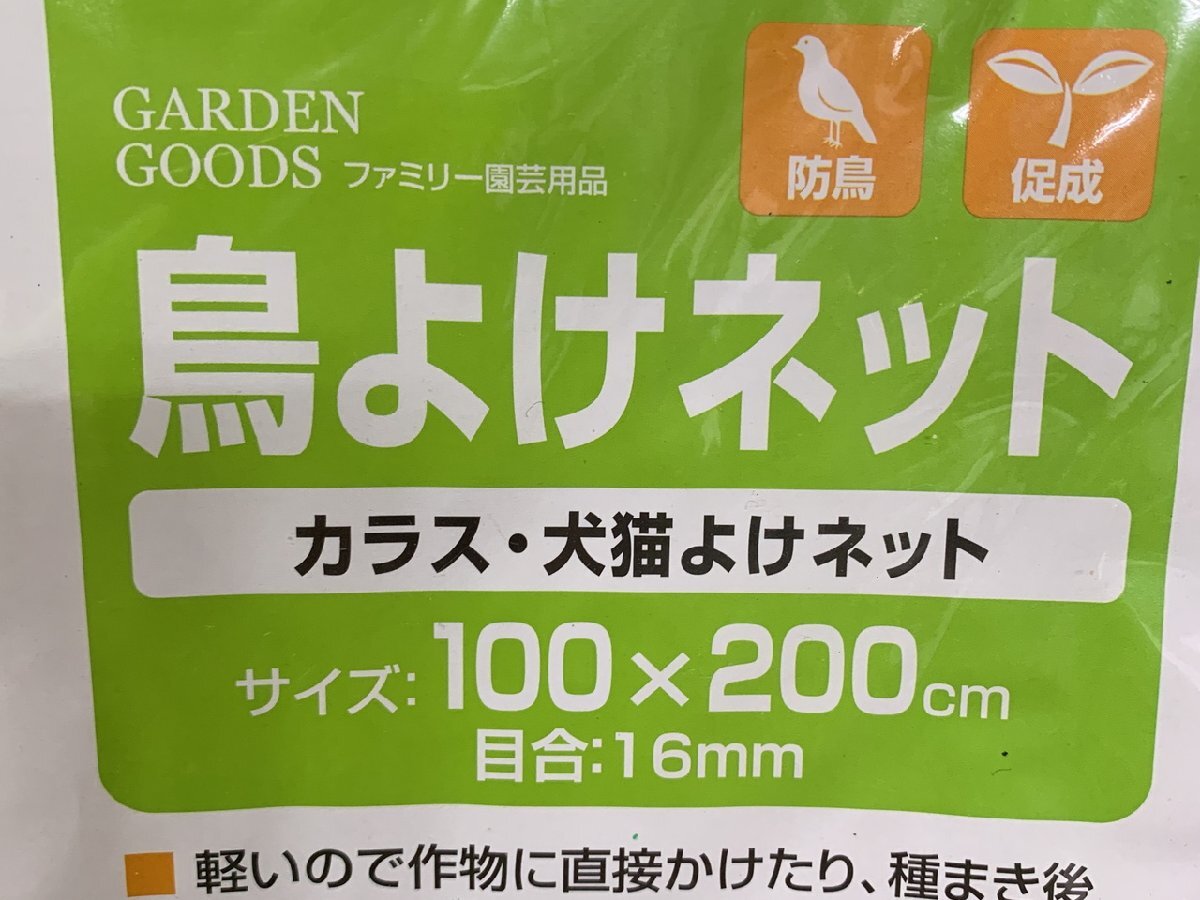 GARDEN
GOODS ファミリー園芸用品
防鳥
促成
鳥よけネット
カラス・犬猫よけネット
サイズ:100×200cm
目合:16mm
■ 軽いので作物に直接かけたり、種まき後